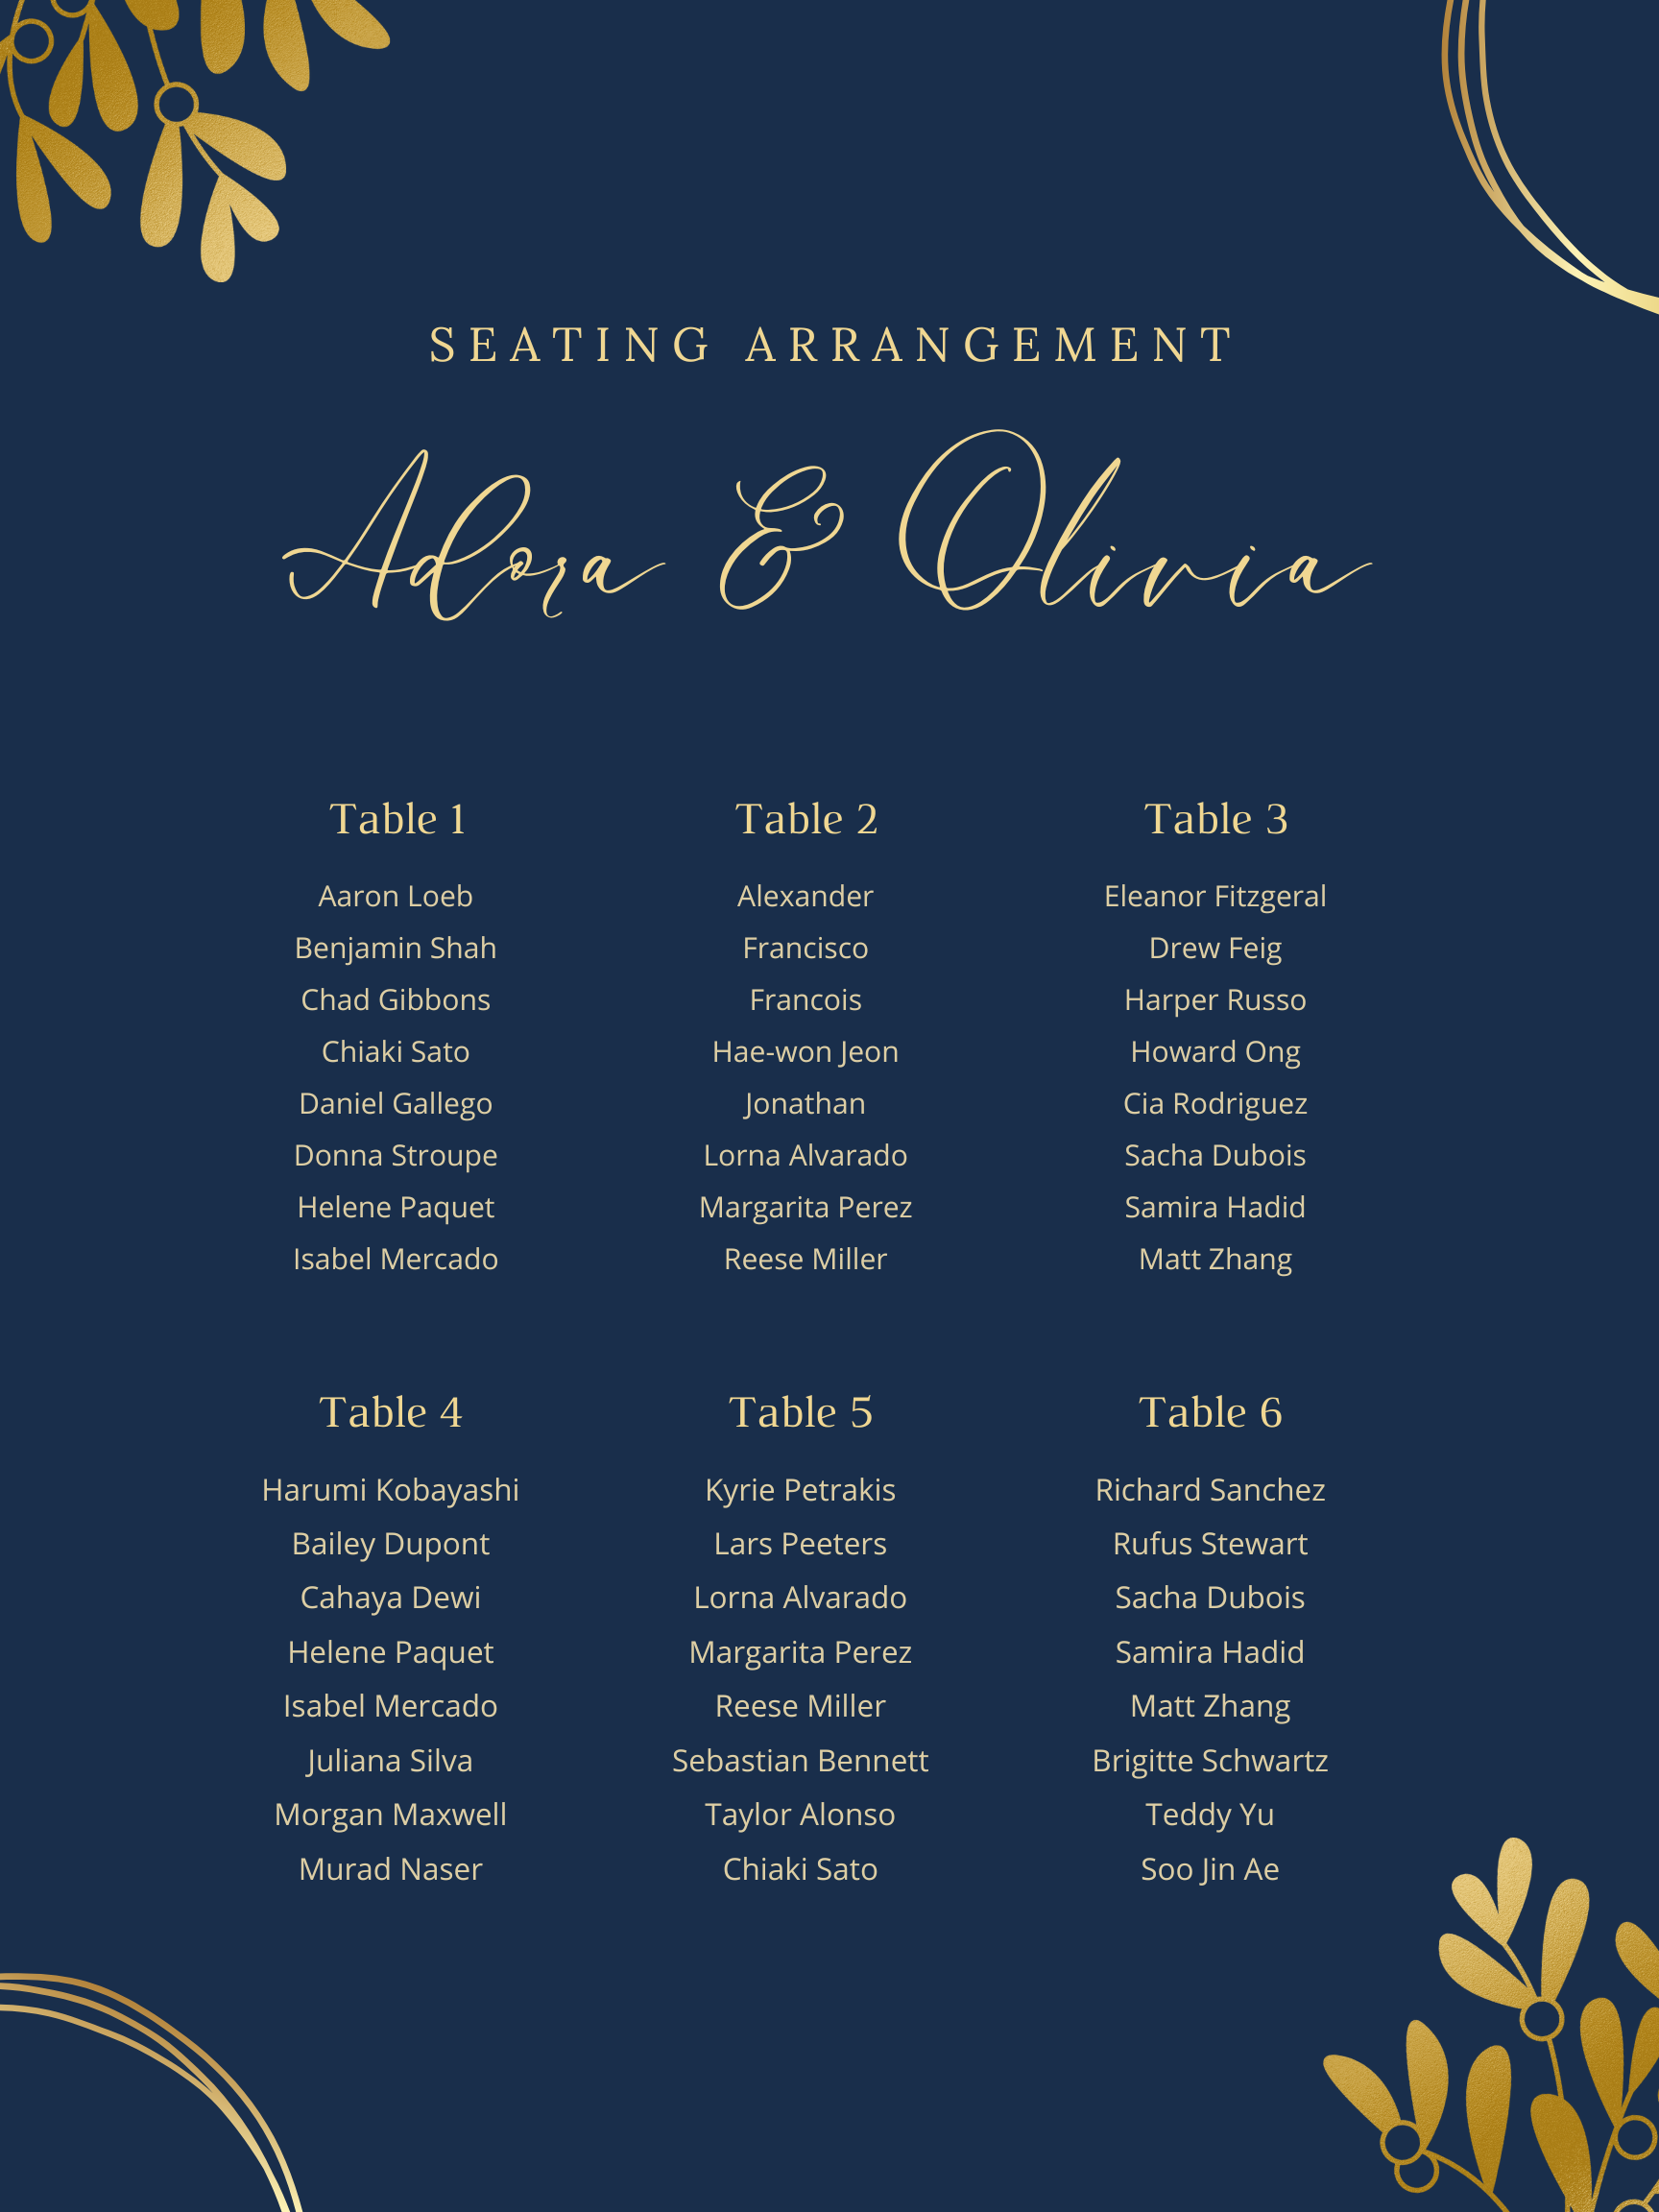 SEATING ARRANGEMENT
Adora & Olivia
Table 1
Aaron Loeb
Benjamin Shah
Chad Gibbons
Chiaki Sato
Daniel Gallego
Donna Stroupe
Helene Paquet
Isabel Mercado
Table 2
Alexander
Francisco
Francois
Hae-won Jeon
Jonathan
Lorna Alvarado
Margarita Perez
Reese Miller
Table 3
Eleanor Fitzgeral
Drew Feig
Harper Russo
Howard Ong
Cia Rodriguez
Sacha Dubois
Samira Hadid
Matt Zhang
Table 4
Harumi Kobayashi
Bailey Dupont
Cahaya Dewi
Helene Paquet
Isabel Mercado
Juliana Silva
Morgan Maxwell
Murad Naser
Table 5
Kyrie Petrakis
Lars Peeters
Lorna Alvarado
Margarita Perez
Reese Miller
Sebastian Bennett
Taylor Alonso
Chiaki Sato
Table 6
Richard Sanchez
Rufus Stewart
Sacha Dubois
Samira Hadid
Matt Zhang
Brigitte Schwartz
Teddy Yu
Soo Jin Ae